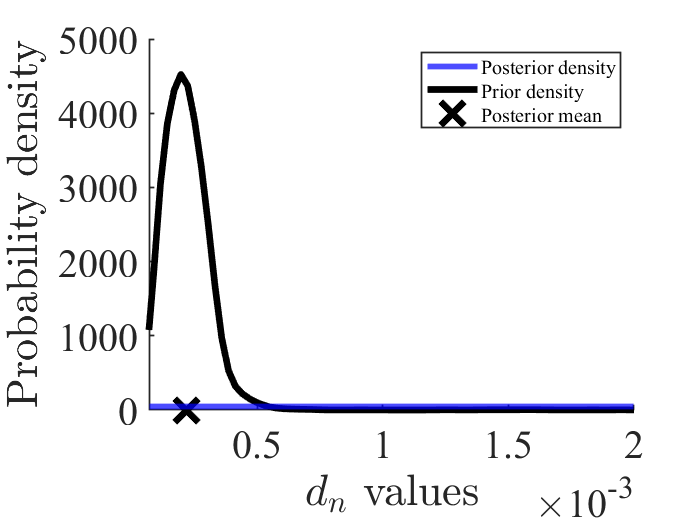 Probability density
5000
4000
3000
2000
1000
0
Posterior density
Prior density
Posterior mean
0.5 1 1.5 2
dₙ values
×10⁻³